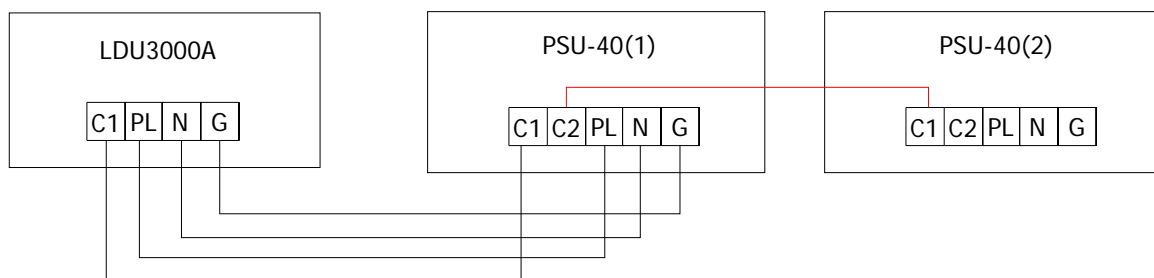 LDU3000A
C1 PL N G
PSU-40(1)
C1 C2 PL N G
PSU-40(2)
C1 C2 PL N G